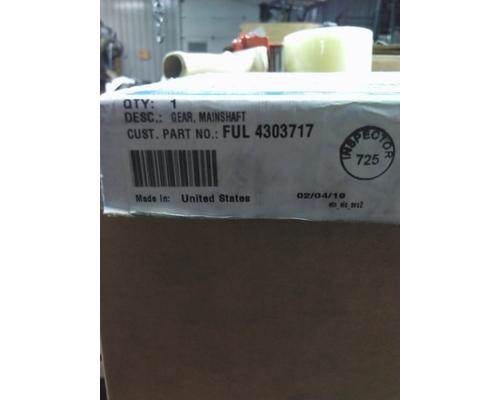 QTY: 1
DESC.: GEAR, MAINSHAFT
CUST. PART NO.: FUL 4303717
INSPECTOR
725
Made In: United States
02/04/19